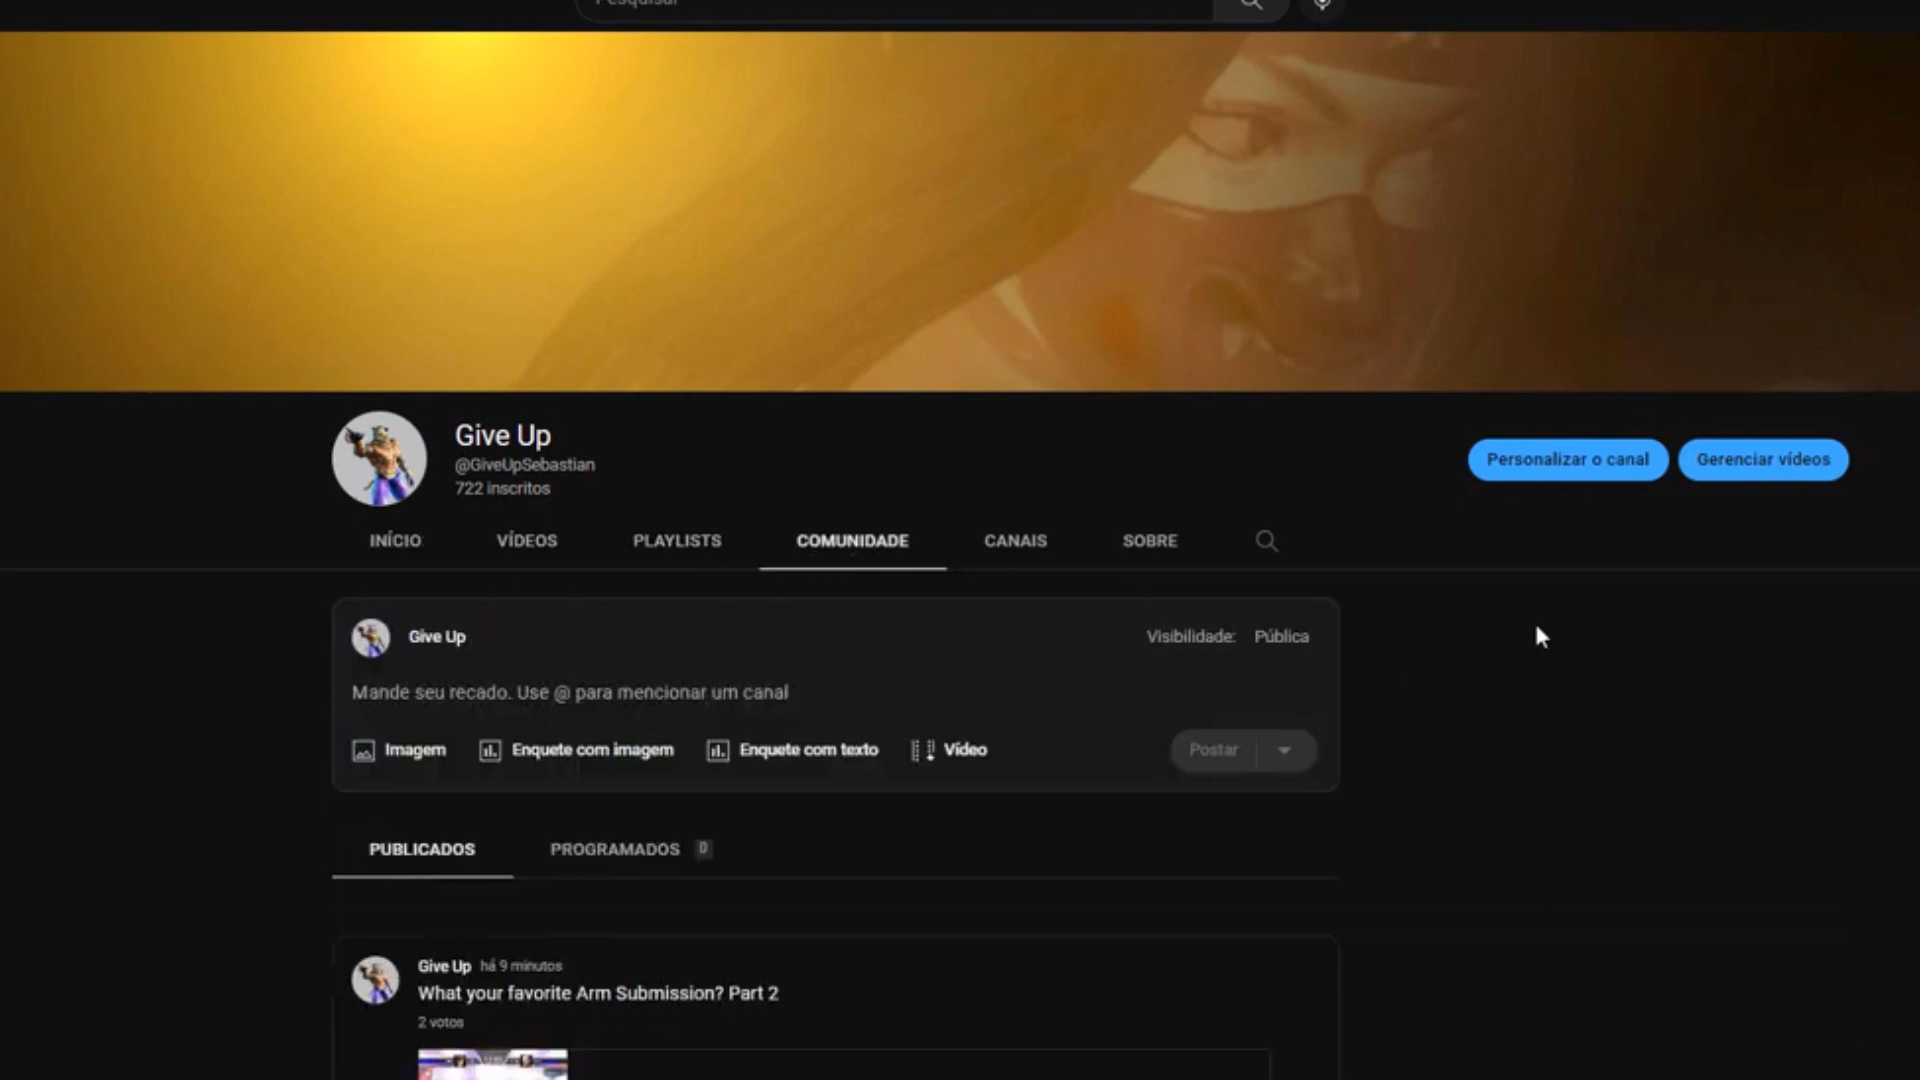 Pesquisar
Give Up
@GiveUpSebastian
722 inscritos
Personalizar o canal
Gerenciar vídeos
INÍCIO
VÍDEOS
PLAYLISTS
COMUNIDADE
CANAIS
SOBRE
Give Up
Visibilidade: Pública
Mande seu recado. Use @ para mencionar um canal
Imagem
Enquete com imagem
Enquete com texto
Vídeo
Postar
PUBLICADOS
PROGRAMADOS 0
Give Up há 9 minutos
What your favorite Arm Submission? Part 2
2 votos